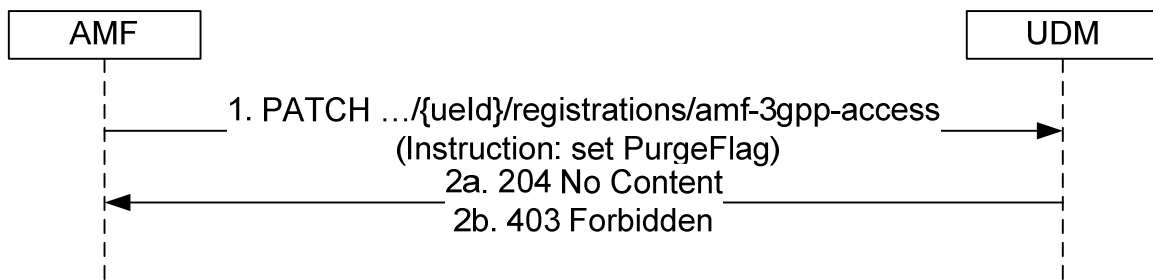 AMF
UDM
1. PATCH …/{ueId}/registrations/amf-3gpp-access
(Instruction: set PurgeFlag)
2a. 204 No Content
2b. 403 Forbidden